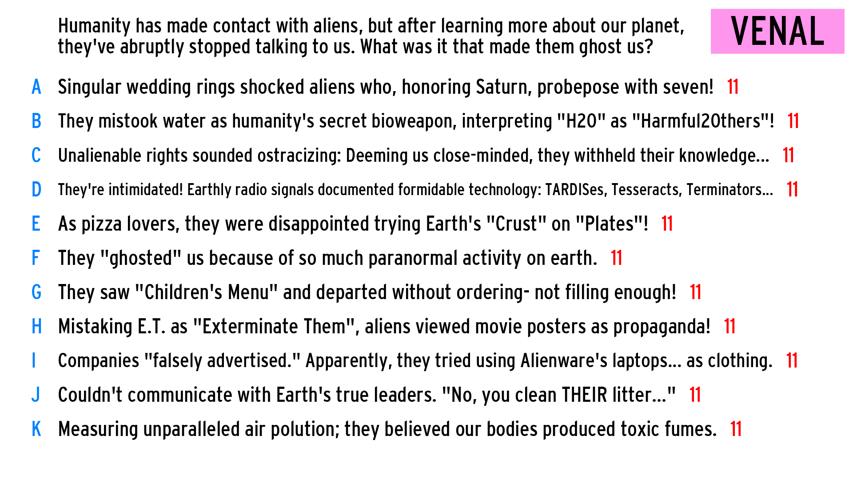 Humanity has made contact with aliens, but after learning more about our planet,
they've abruptly stopped talking to us. What was it that made them ghost us?
VENAL
A Singular wedding rings shocked aliens who, honoring Saturn, probepose with seven! 11
B They mistook water as humanity's secret bioweapon, interpreting "H20" as "Harmful20thers"! 11
C Unalienable rights sounded ostracizing: Deeming us close-minded, they withheld their knowledge... 11
D They're intimidated! Earthly radio signals documented formidable technology: TARDISes, Tesseracts, Terminators... 11
E As pizza lovers, they were disappointed trying Earth's "Crust" on "Plates"! 11
F They "ghosted" us because of so much paranormal activity on earth. 11
G They saw "Children's Menu" and departed without ordering- not filling enough! 11
H Mistaking E.T. as "Exterminate Them", aliens viewed movie posters as propaganda! 11
I Companies "falsely advertised." Apparently, they tried using Alienware's laptops... as clothing. 11
J Couldn't communicate with Earth's true leaders. "No, you clean THEIR litter..." 11
K Measuring unparalleled air polution; they believed our bodies produced toxic fumes. 11